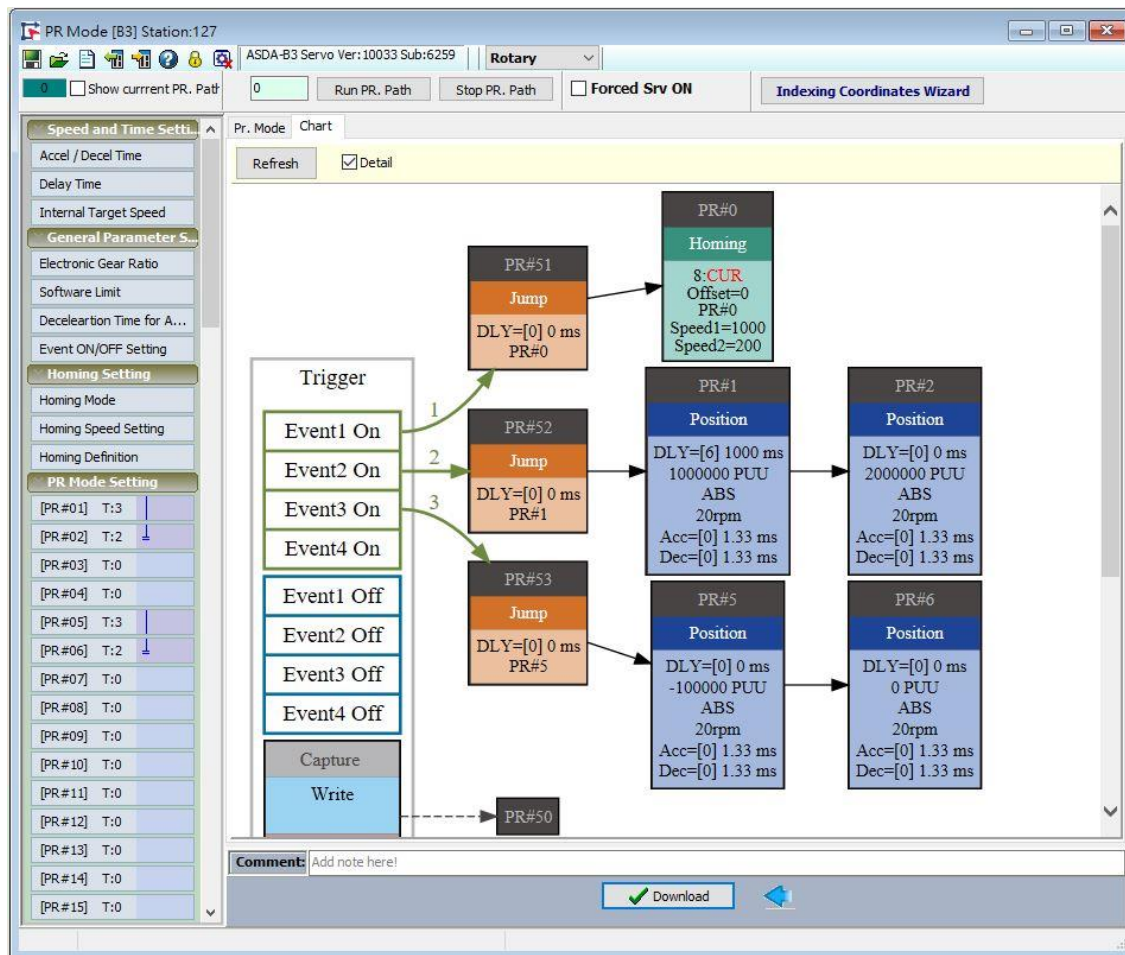 PR Mode [B3] Station:127
ASDA-B3 Servo Ver:10033 Sub:6259
Rotary
0
Show currrent PR. Path
0
Run PR. Path
Stop PR. Path
Forced Srv ON
Indexing Coordinates Wizard
Speed and Time Setti...
Accel / Decel Time
Delay Time
Internal Target Speed
General Parameter S...
Electronic Gear Ratio
Software Limit
Deceleartion Time for A...
Event ON/OFF Setting
Homing Setting
Homing Mode
Homing Speed Setting
Homing Definition
PR Mode Setting
[PR#01] T:3
[PR#02] T:2
[PR#03] T:0
[PR#04] T:0
[PR#05] T:3
[PR#06] T:2
[PR#07] T:0
[PR#08] T:0
[PR#09] T:0
[PR#10] T:0
[PR#11] T:0
[PR#12] T:0
[PR#13] T:0
[PR#14] T:0
[PR#15] T:0
Pr. Mode
Chart
Refresh
Detail
Trigger
Event1 On
Event2 On
Event3 On
Event4 On
Event1 Off
Event2 Off
Event3 Off
Event4 Off
Capture
Write
1
2
3
PR#51
Jump
DLY=[0] 0 ms
PR#0
PR#0
Homing
8:CUR
Offset=0
PR#0
Speed1=1000
Speed2=200
PR#52
Jump
DLY=[0] 0 ms
PR#1
PR#1
Position
DLY=[6] 1000 ms
1000000 PUU
ABS
20rpm
Acc=[0] 1.33 ms
Dec=[0] 1.33 ms
PR#2
Position
DLY=[0] 0 ms
2000000 PUU
ABS
20rpm
Acc=[0] 1.33 ms
Dec=[0] 1.33 ms
PR#53
Jump
DLY=[0] 0 ms
PR#5
PR#5
Position
DLY=[0] 0 ms
-100000 PUU
ABS
20rpm
Acc=[0] 1.33 ms
Dec=[0] 1.33 ms
PR#6
Position
DLY=[0] 0 ms
0 PUU
ABS
20rpm
Acc=[0] 1.33 ms
Dec=[0] 1.33 ms
PR#50
Comment:
Add note here!
Download